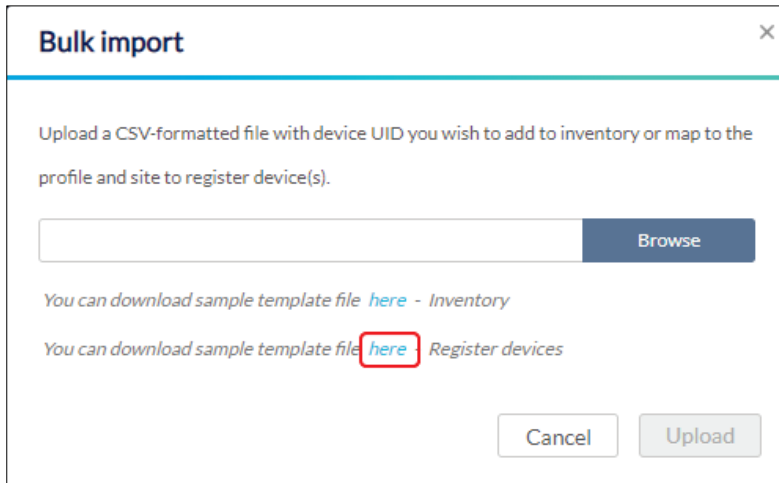 Bulk import
Upload a CSV-formatted file with device UID you wish to add to inventory or map to the
profile and site to register device(s).
Browse
You can download sample template file here - Inventory
You can download sample template file here - Register devices
Cancel Upload